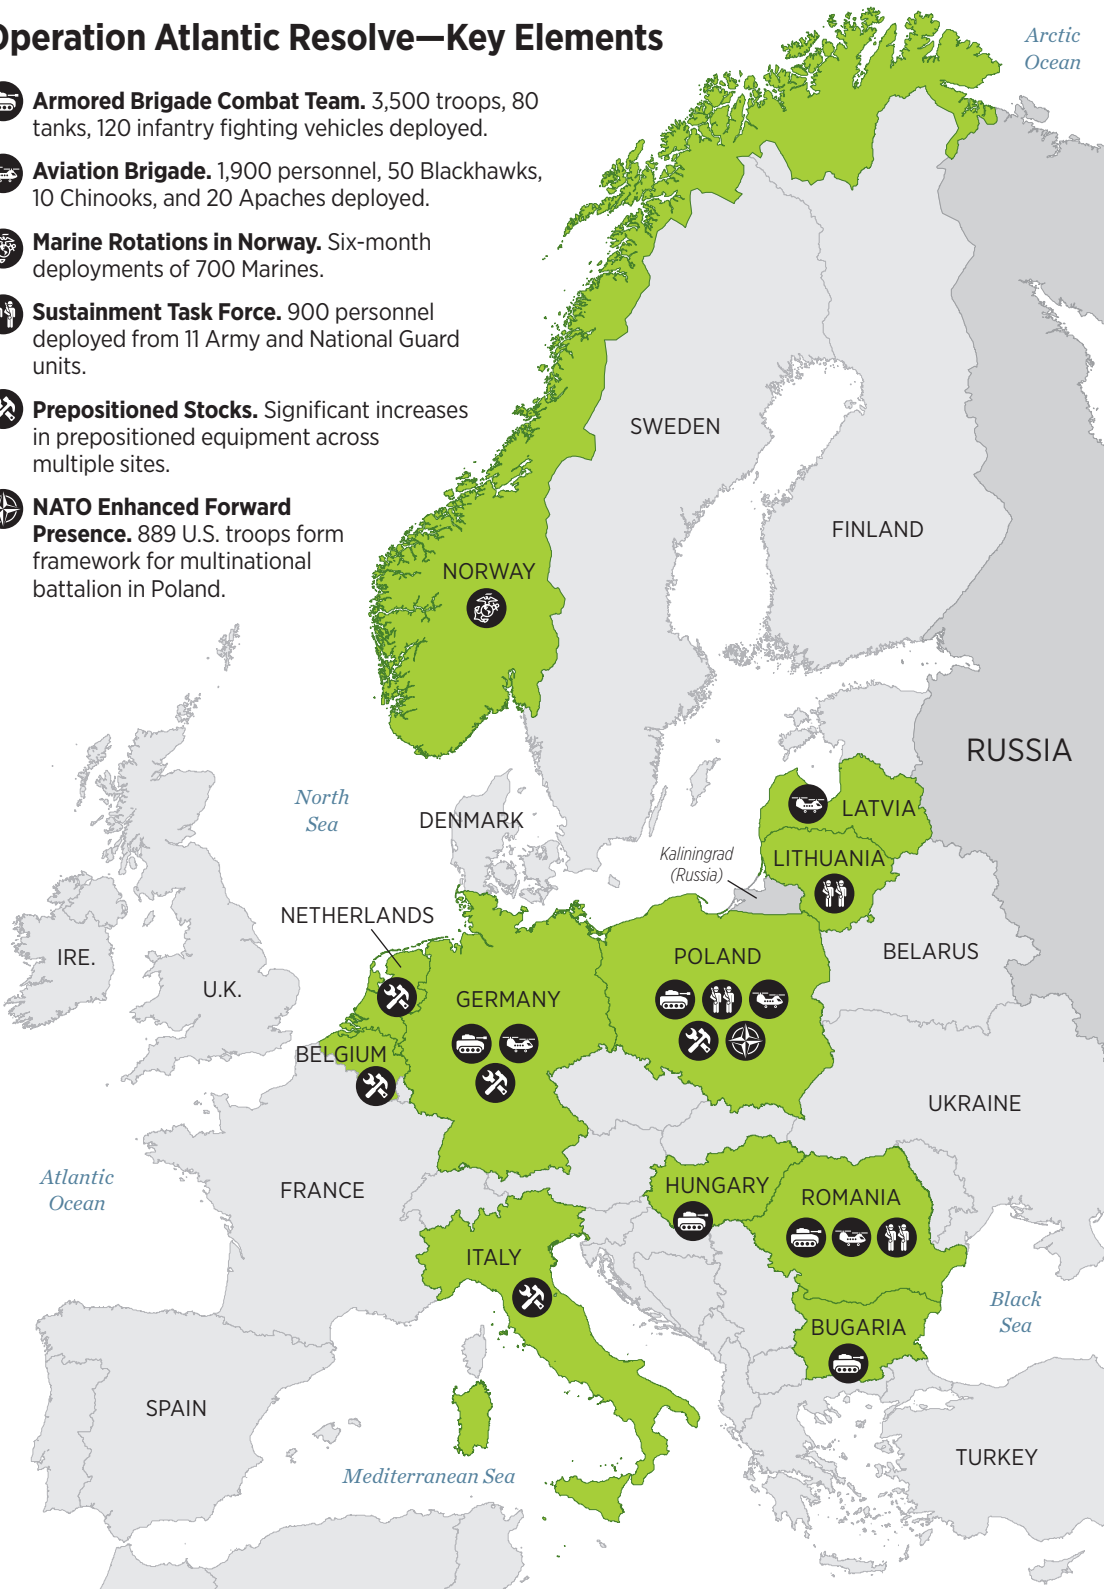 Operation Atlantic Resolve—Key Elements
Armored Brigade Combat Team. 3,500 troops, 80
tanks, 120 infantry fighting vehicles deployed.
Aviation Brigade. 1,900 personnel, 50 Blackhawks,
10 Chinooks, and 20 Apaches deployed.
Marine Rotations in Norway. Six-month
deployments of 700 Marines.
Sustainment Task Force. 900 personnel
deployed from 11 Army and National Guard
units.
Prepositioned Stocks. Significant increases
in prepositioned equipment across
multiple sites.
NATO Enhanced Forward
Presence. 889 U.S. troops form
framework for multinational
battalion in Poland.
Arctic
Ocean
SWEDEN
FINLAND
NORWAY
RUSSIA
North
Sea
DENMARK
LATVIA
Kaliningrad
(Russia)
LITHUANIA
NETHERLANDS
IRE.
U.K.
POLAND
BELARUS
GERMANY
BELGIUM
UKRAINE
Atlantic
Ocean
FRANCE
HUNGARY
ROMANIA
ITALY
Black
Sea
BUGARIA
SPAIN
TURKEY
Mediterranean Sea